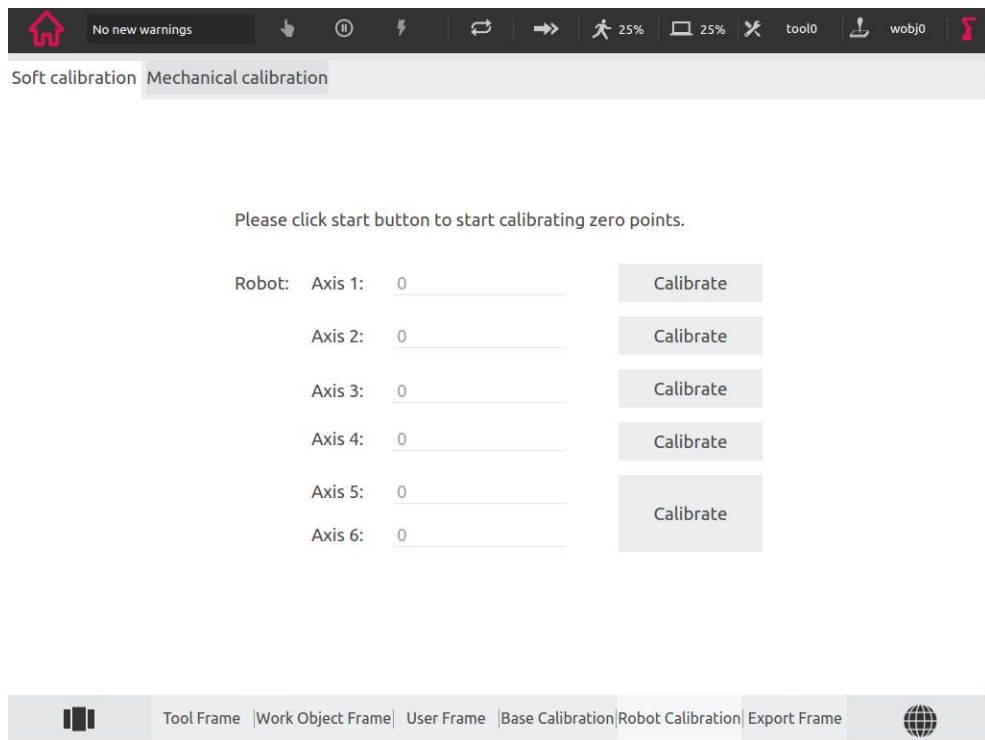 No new warnings 25% 25% tool0 wobj0
Soft calibration Mechanical calibration
Please click start button to start calibrating zero points.
Robot: Axis 1: 0 Calibrate
Axis 2: 0 Calibrate
Axis 3: 0 Calibrate
Axis 4: 0 Calibrate
Axis 5: 0
Calibrate
Axis 6: 0
Tool Frame Work Object Frame User Frame Base Calibration Robot Calibration Export Frame